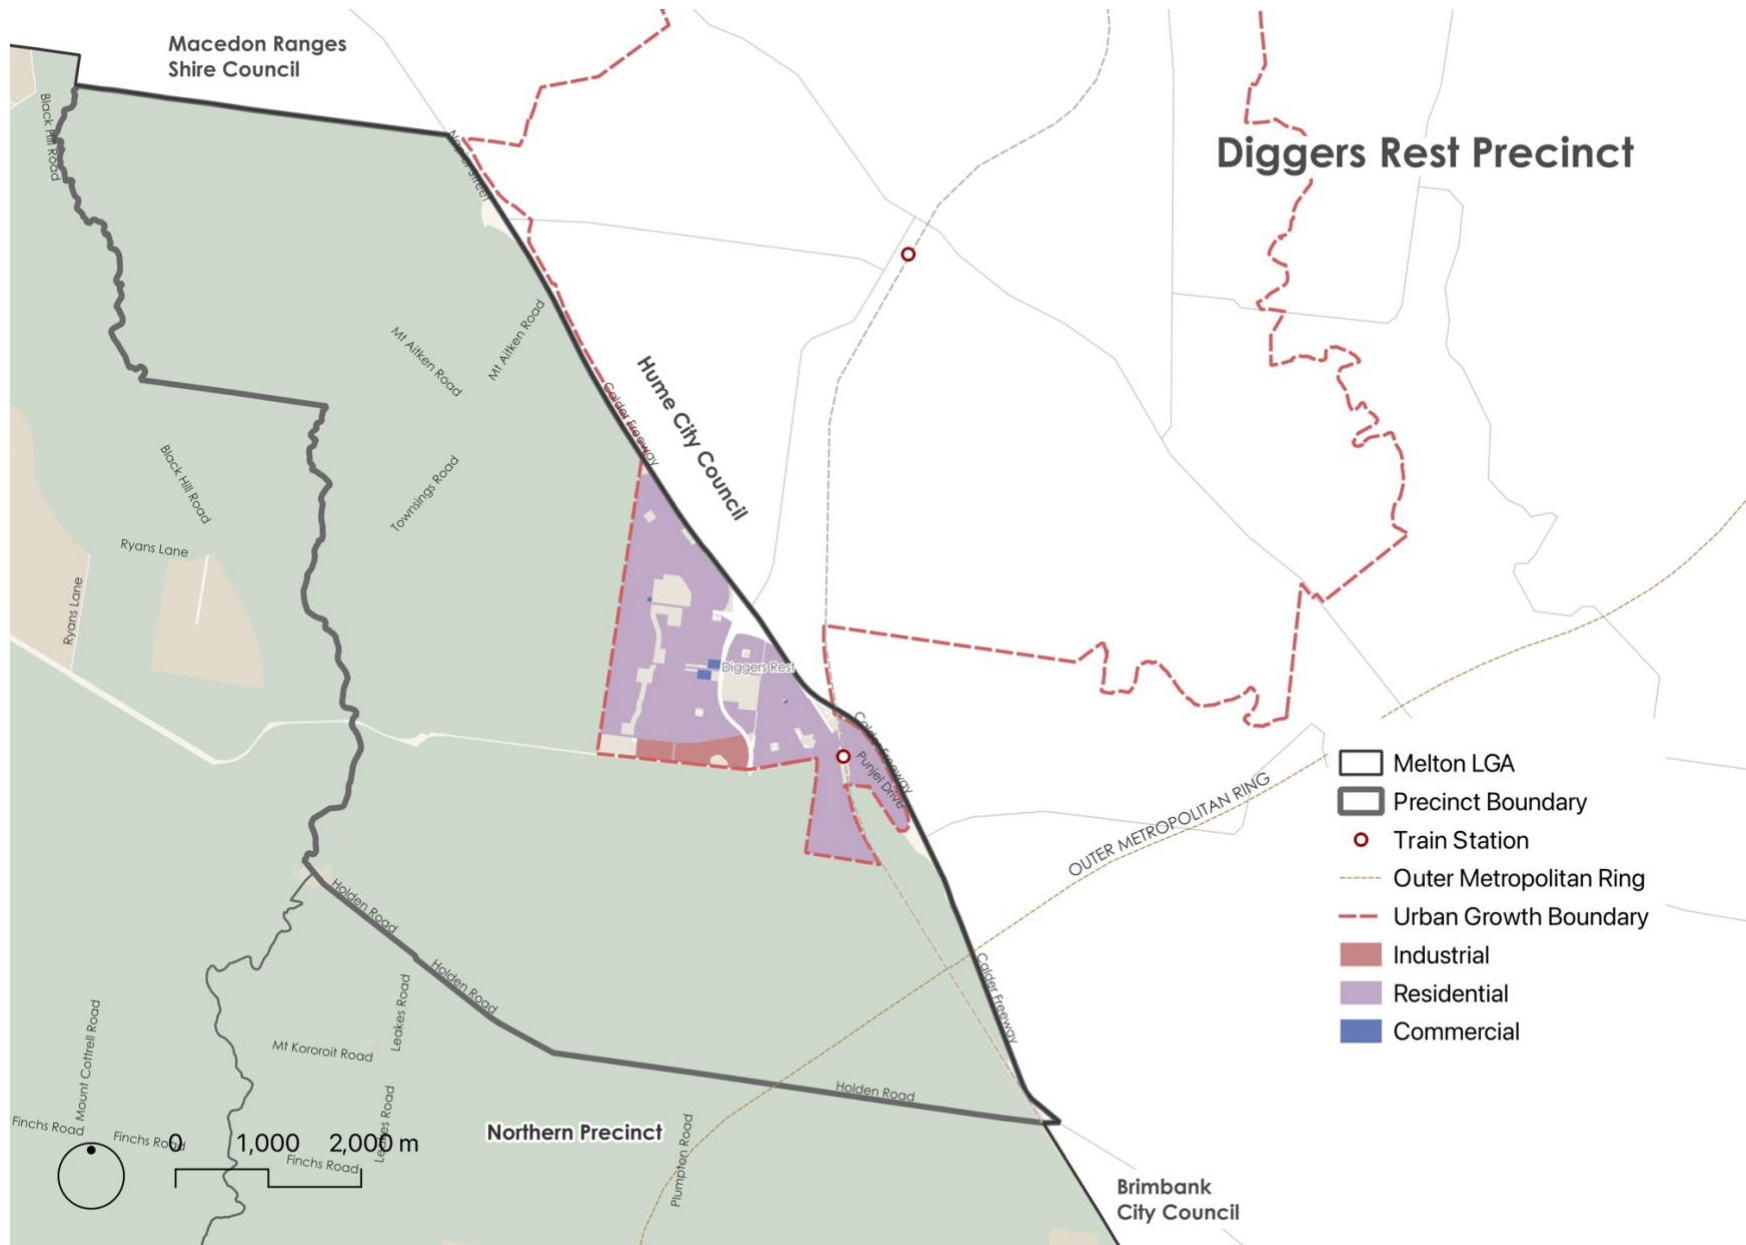 Macedon Ranges
Shire Council
Diggers Rest Precinct
Black Hill Road
Napier Street
Mt Aitken Road
Mt Aitken Road
Calder Freeway
Hume City Council
Black Hill Road
Townsings Road
Ryans Lane
Ryans Lane
Diggers Rest
Calder Freeway
Punjel Drive
OUTER METROPOLITAN RING
Melton LGA
Precinct Boundary
Train Station
Outer Metropolitan Ring
Urban Growth Boundary
Industrial
Residential
Commercial
Holden Road
Holden Road
Calder Freeway
Leakes Road
Mt Kororoit Road
Mount Cottrell Road
Holden Road
Leakes Road
Northern Precinct
Plumpton Road
Finchs Road
Finchs Road
Finchs Road
0 1,000 2,000 m
Brimbank
City Council